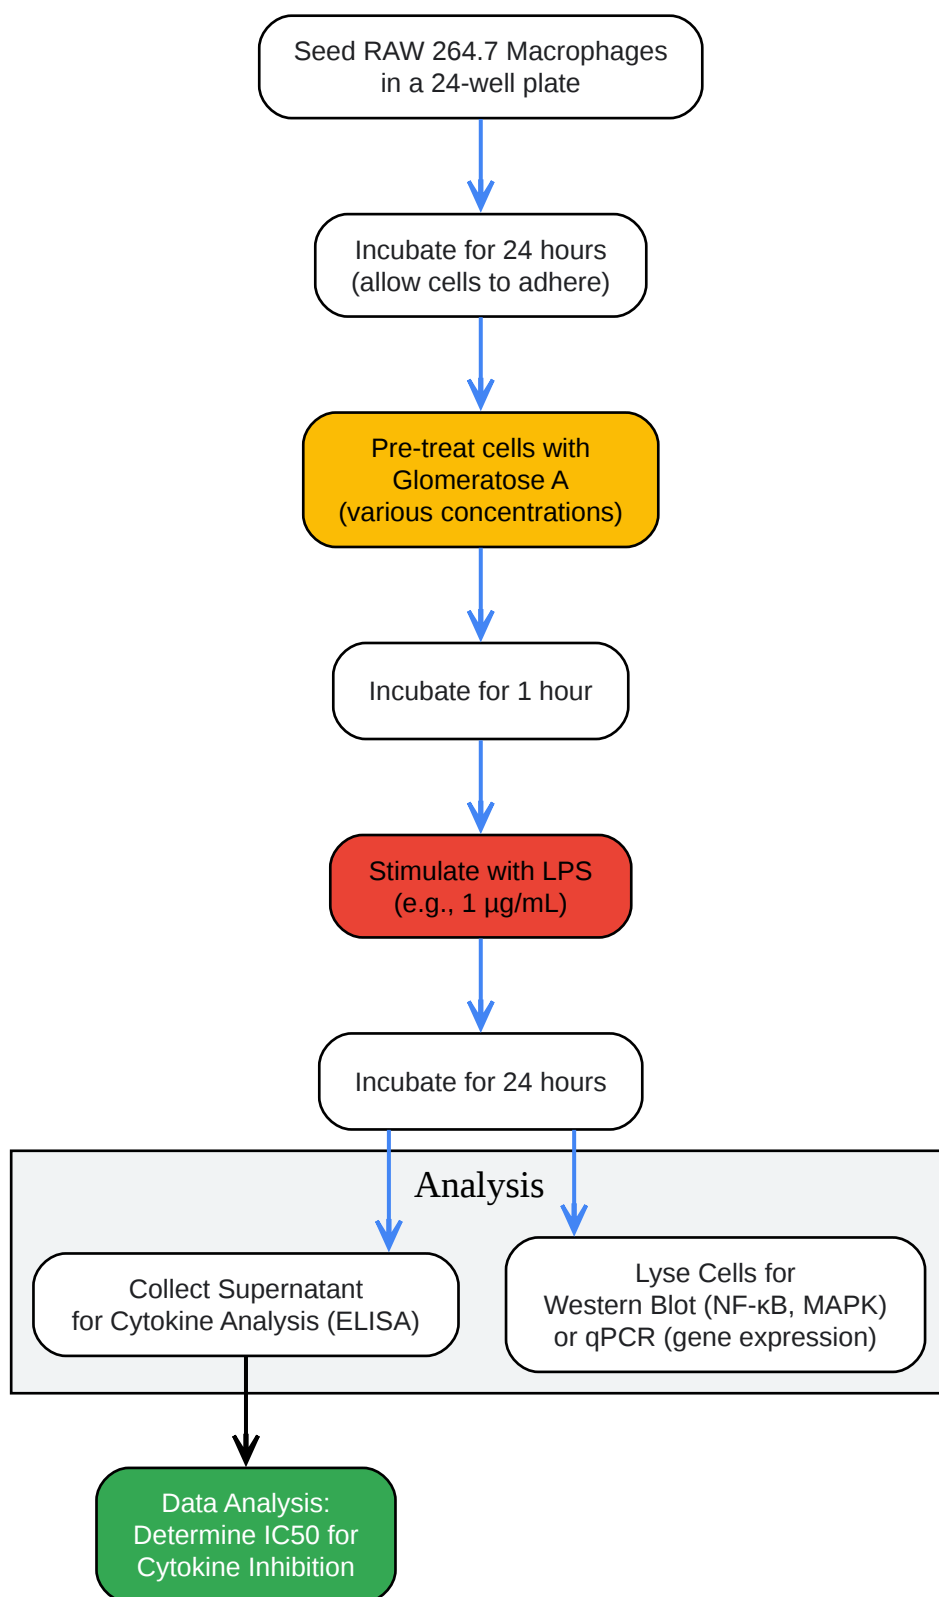 Seed RAW 264.7 Macrophages
in a 24-well plate
Incubate for 24 hours
(allow cells to adhere)
Pre-treat cells with
Glomeratose A
(various concentrations)
Incubate for 1 hour
Stimulate with LPS
(e.g., 1 µg/mL)
Incubate for 24 hours
Analysis
Collect Supernatant
for Cytokine Analysis (ELISA)
Lyse Cells for
Western Blot (NF-κB, MAPK)
or qPCR (gene expression)
Data Analysis:
Determine IC50 for
Cytokine Inhibition